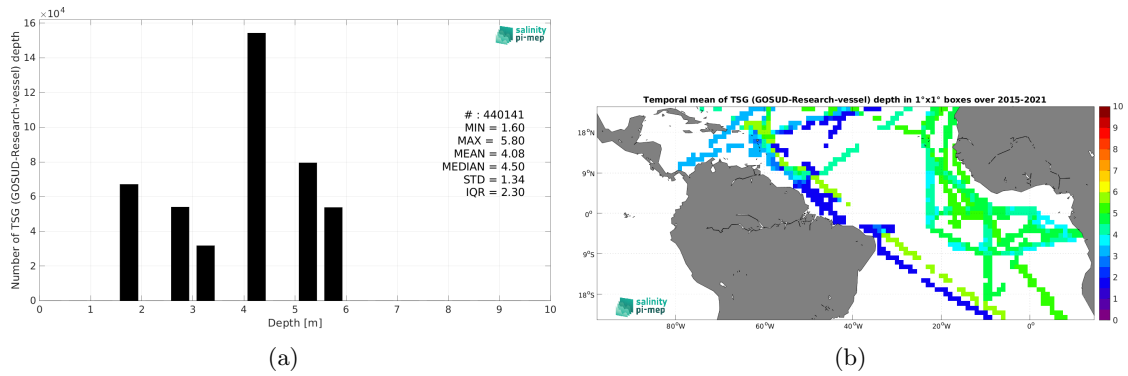 ×10⁴
16
14
12
10
8
6
4
2
0
Number of TSG (GOSUD-Research-vessel) depth
0 1 2 3 4 5 6 7 8 9 10
Depth [m]
salinity
pi-mep
# : 440141
MIN = 1.60
MAX = 5.80
MEAN = 4.08
MEDIAN = 4.50
STD = 1.34
IQR = 2.30
(a)
Temporal mean of TSG (GOSUD-Research-vessel) depth in 1°x1° boxes over 2015-2021
18°N
9°N
0°
9°S
18°S
80°W 60°W 40°W 20°W 0°
salinity
pi-mep
10
9
8
7
6
5
4
3
2
1
0
(b)